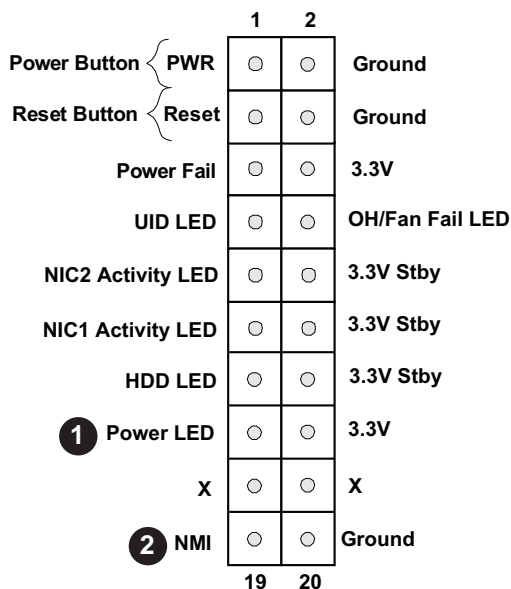 1 2
Power Button PWR Ground
Reset Button Reset Ground
Power Fail 3.3V
UID LED OH/Fan Fail LED
NIC2 Activity LED 3.3V Stby
NIC1 Activity LED 3.3V Stby
HDD LED 3.3V Stby
1 Power LED 3.3V
X X
2 NMI Ground
19 20